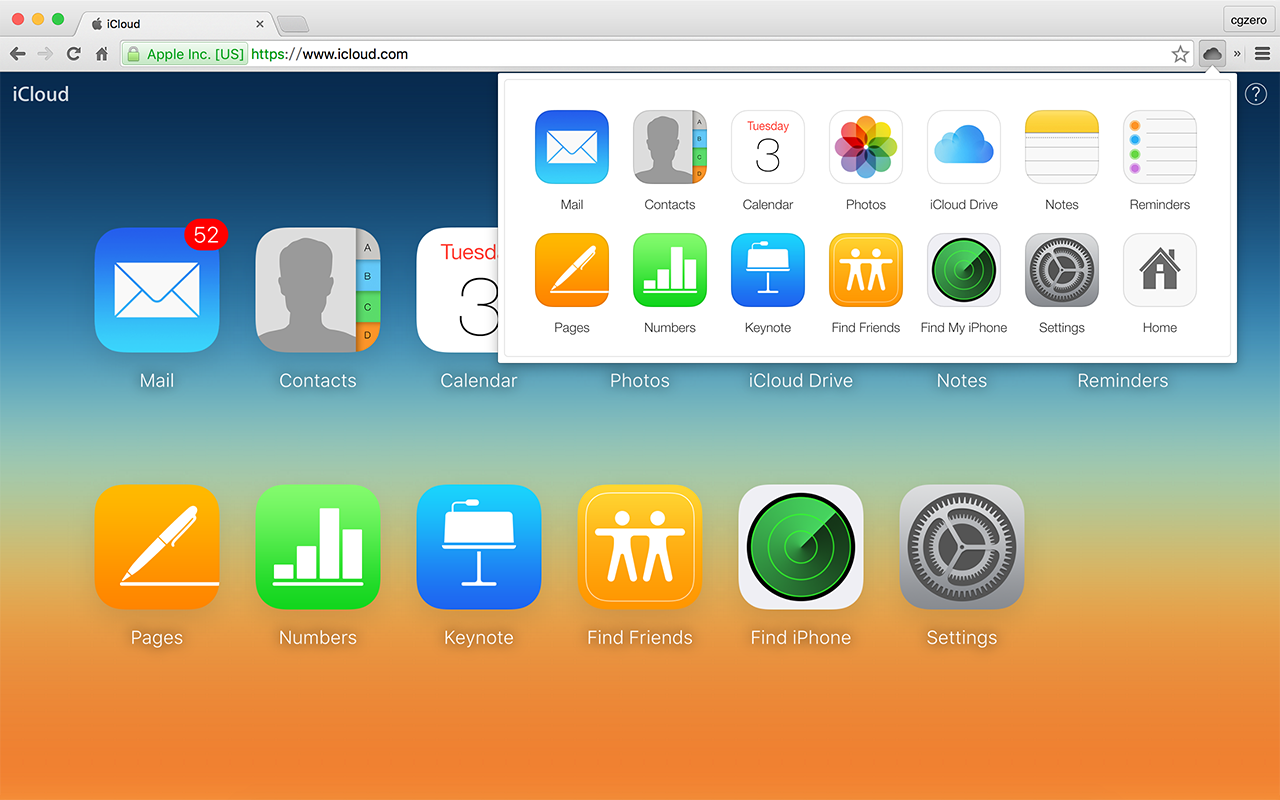 iCloud
cgzero
Apple Inc. [US] https://www.icloud.com
iCloud
?
Tuesday
3
A
B
C
D
Mail Contacts Calendar Photos iCloud Drive Notes Reminders
Pages Numbers Keynote Find Friends Find My iPhone Settings Home
52
A
B
C
D
Tuesd
3
Mail Contacts Calendar Photos iCloud Drive Notes Reminders
Pages Numbers Keynote Find Friends Find iPhone Settings